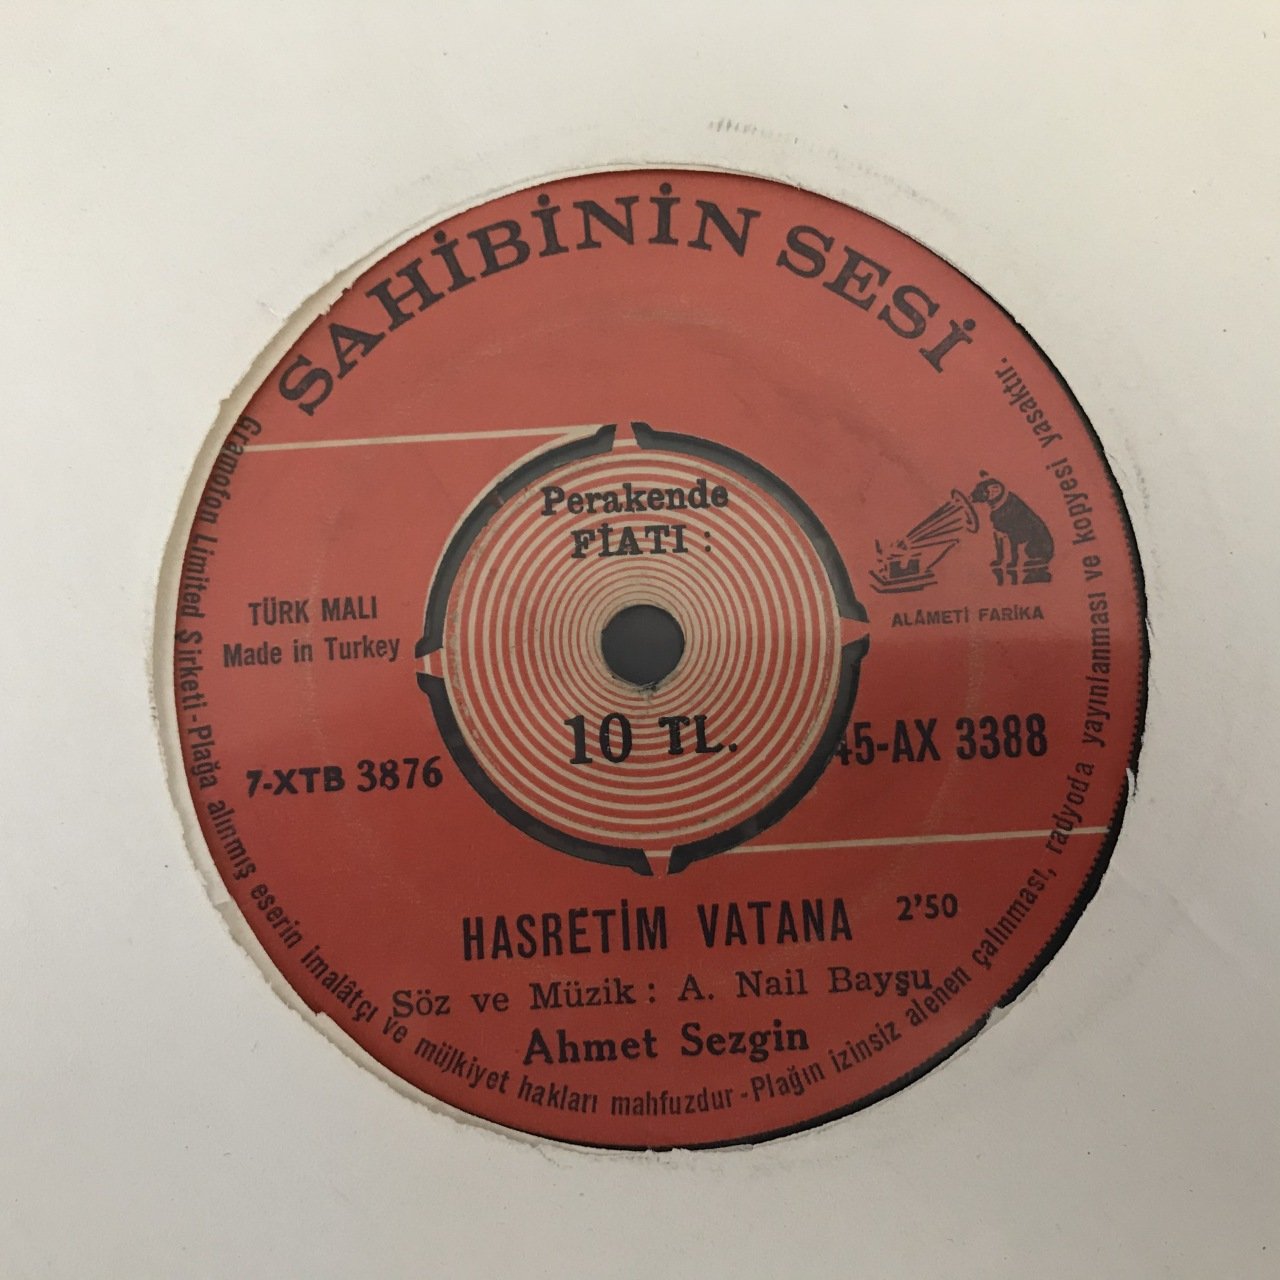 SAHİBİNİN SESİ
Perakende
FİATI :
10 TL.
TÜRK MALI
Made in Turkey
ALÂMETİ FARİKA
7-XTB 3876
45-AX 3388
HASRETİM VATANA 2'50
Söz ve Müzik : A. Nail Bayşu
Ahmet Sezgin
Gramofon Limited Şirketi - Plağa alınmış eserin imalâtçı ve mülkiyet hakları mahfuzdur - Plağın izinsiz alenen çalınması, radyoda yayınlanması ve kopyesi yasaktır.